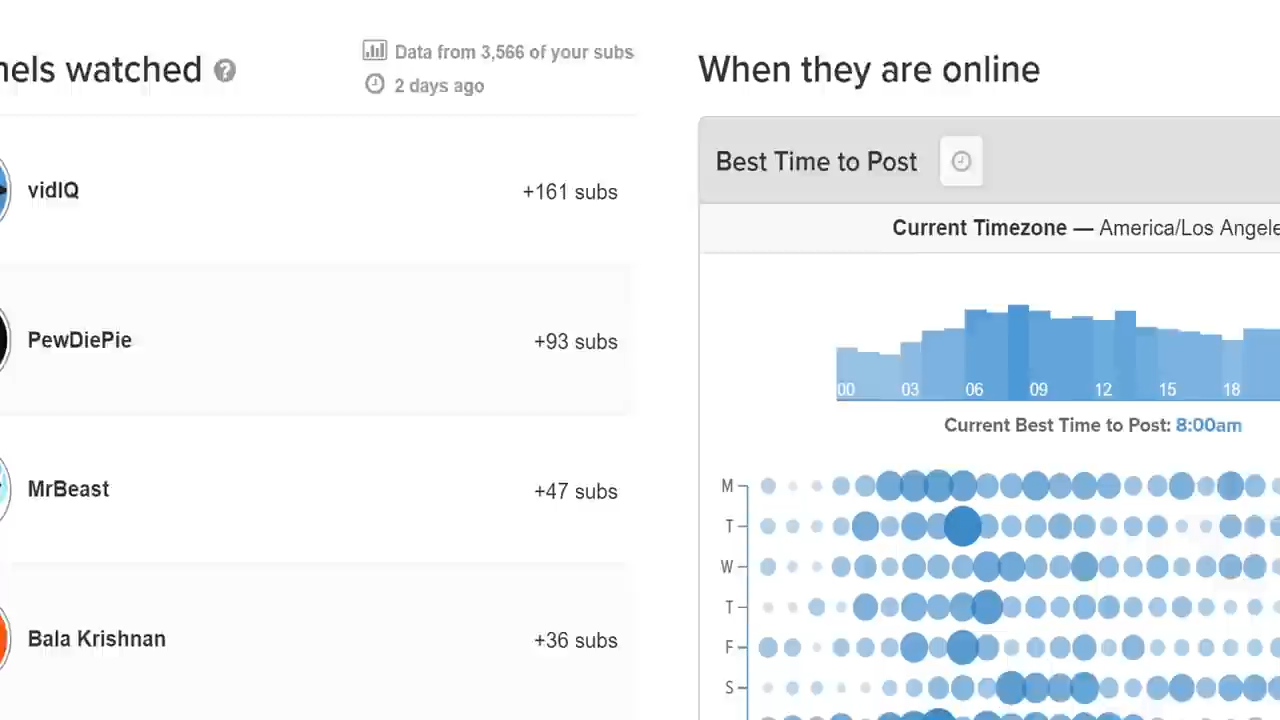 nels watched ?
Data from 3,566 of your subs
2 days ago
vidIQ
+161 subs
PewDiePie
+93 subs
MrBeast
+47 subs
Bala Krishnan
+36 subs
When they are online
Best Time to Post
Current Timezone — America/Los Angele
00 03 06 09 12 15 18
Current Best Time to Post: 8:00am
M
T
W
T
F
S